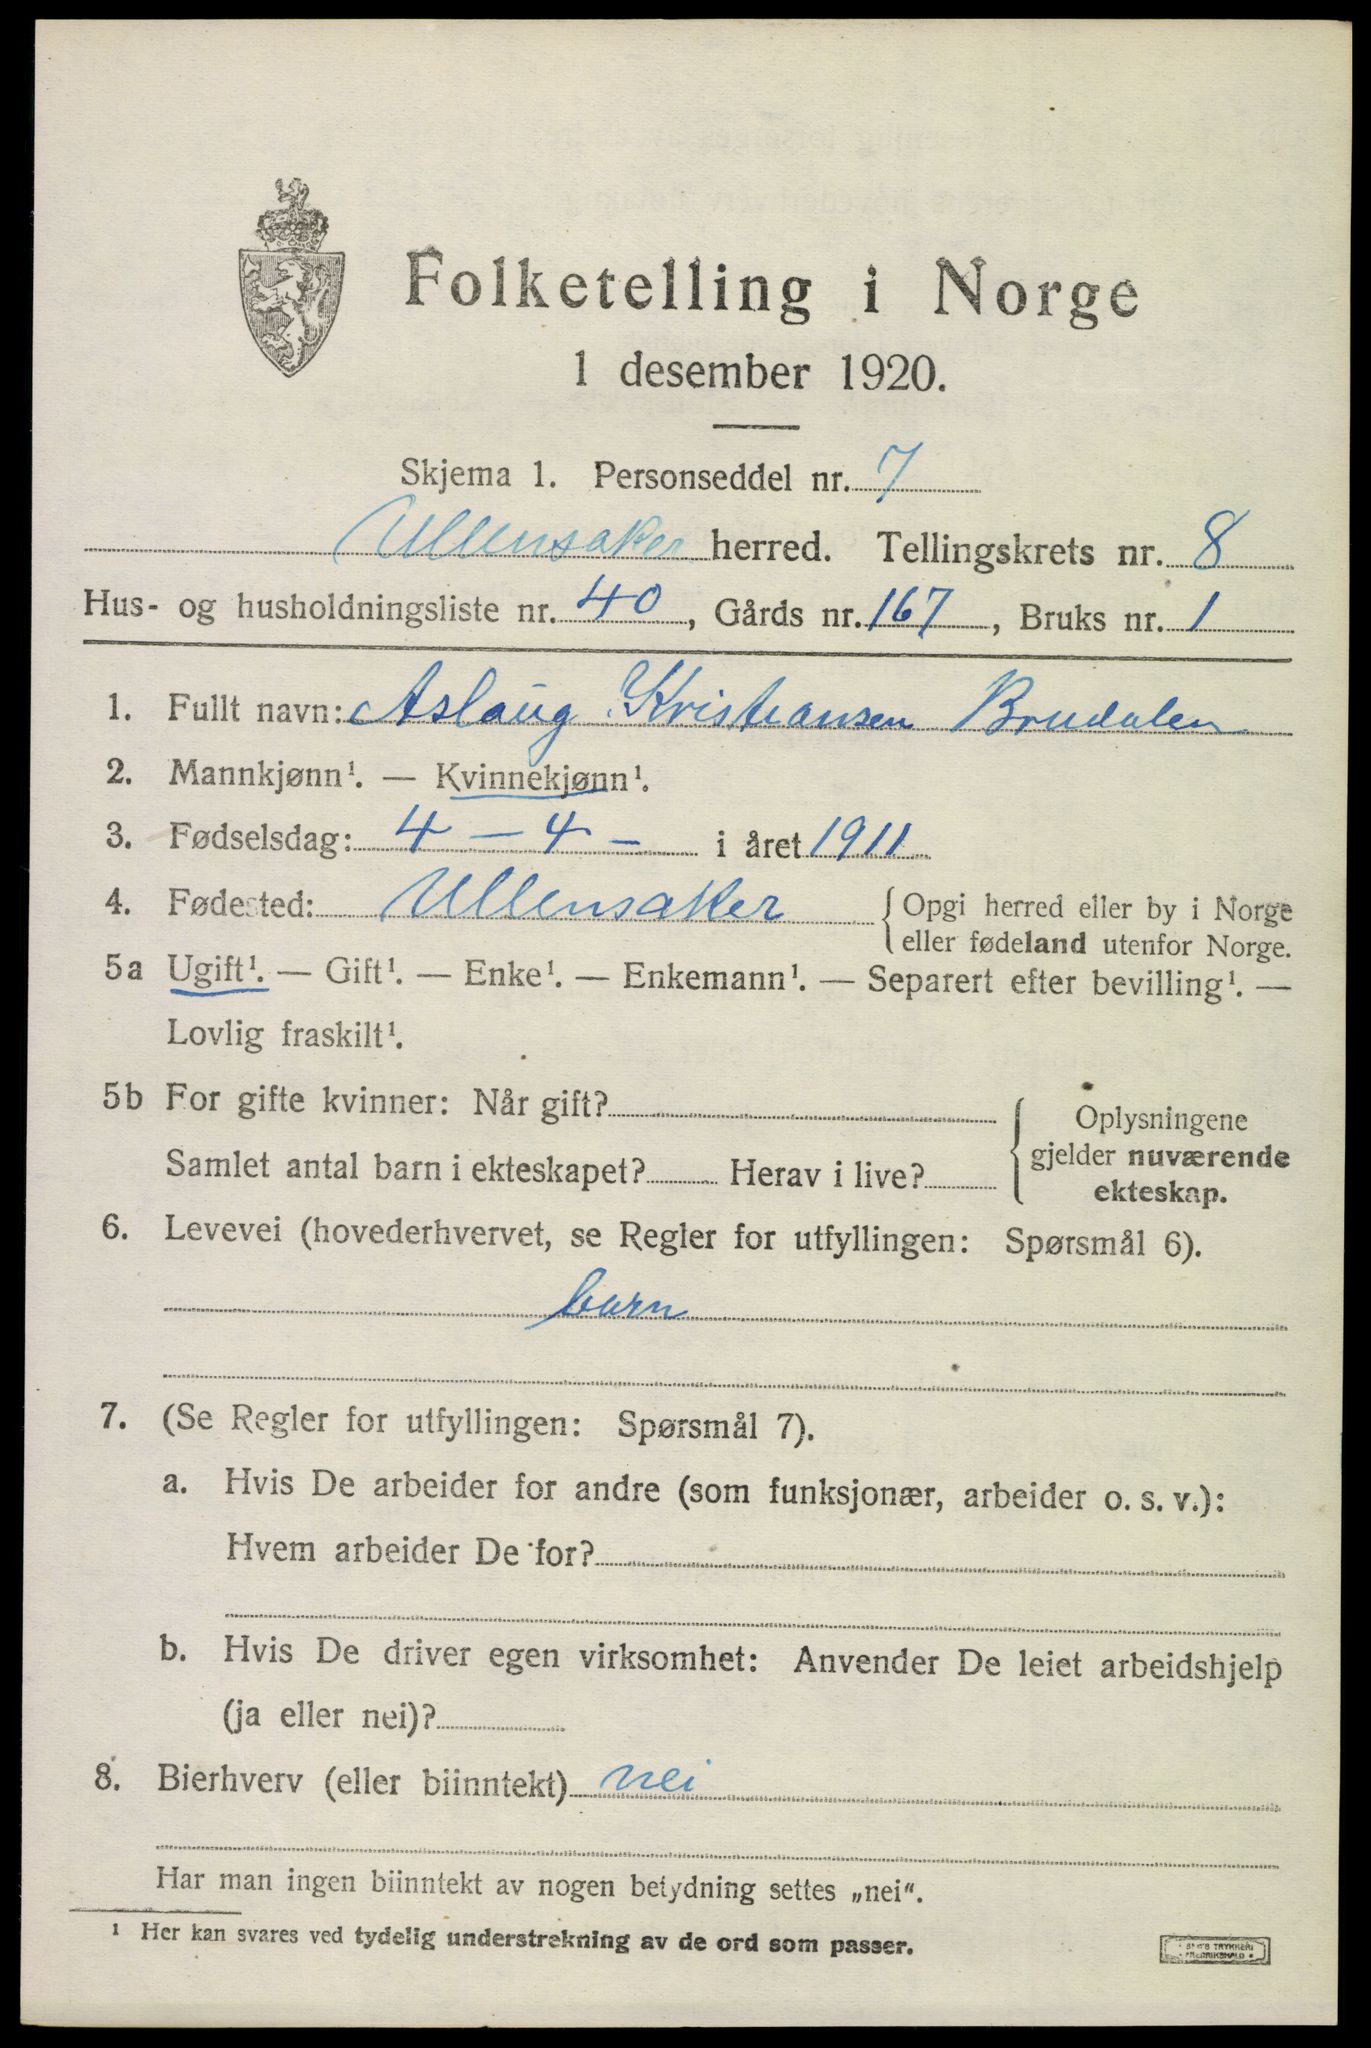 Folketelling i Norge
1 desember 1920.
Skjema 1. Personseddel nr. 7
Ullensaker herred. Tellingskrets nr. 8
Hus- og husholdningsliste nr. 40, Gårds nr. 167, Bruks nr. 1
1. Fullt navn: Aslaug Kristiansen Brudalen
2. Mannkjønn¹. — Kvinnekjønn¹.
3. Fødselsdag: 4 – 4 – i året 1911
4. Fødested: Ullensaker { Opgi herred eller by i Norge
eller fødeland utenfor Norge.
5a Ugift¹. — Gift¹. — Enke¹. — Enkemann¹. — Separert efter bevilling¹. —
Lovlig fraskilt¹.
5b For gifte kvinner: Når gift?
Samlet antal barn i ekteskapet? Herav i live?
{ Oplysningene
gjelder nuværende
ekteskap.
6. Levevei (hovederhvervet, se Regler for utfyllingen: Spørsmål 6).
barn
7. (Se Regler for utfyllingen: Spørsmål 7).
a. Hvis De arbeider for andre (som funksjonær, arbeider o. s. v.):
Hvem arbeider De for?
b. Hvis De driver egen virksomhet: Anvender De leiet arbeidshjelp
(ja eller nei)?
8. Bierhverv (eller biinntekt) nei
Har man ingen biinntekt av nogen betydning settes „nei“.
¹ Her kan svares ved tydelig understrekning av de ord som passer.
TRYKKERI
FREDRIKSHALD